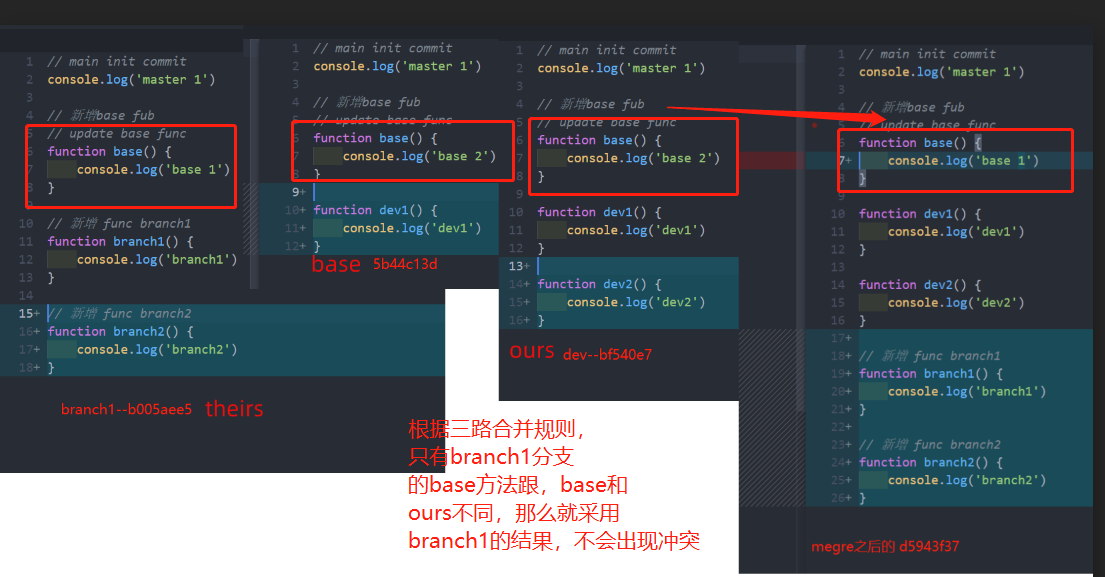 1 // main init commit
2 console.log('master 1')
3
4 // 新增base fub
5 // update base func
6 function base() {
7 console.log('base 1')
8 }
10 // 新增 func branch1
11 function branch1() {
12 console.log('branch1')
13 }
14
15+ // 新增 func branch2
16+ function branch2() {
17+ console.log('branch2')
18+ }
branch1--b005aee5 theirs
1 // main init commit
2 console.log('master 1')
3
4 // 新增base fub
5 // update base func
6 function base() {
7 console.log('base 2')
8 }
9+
10+ function dev1() {
11+ console.log('dev1')
12+ }
base 5b44c13d
1 // main init commit
2 console.log('master 1')
3
4 // 新增base fub
5 // update base func
6 function base() {
7 console.log('base 2')
8 }
9
10 function dev1() {
11 console.log('dev1')
12 }
13+
14+ function dev2() {
15+ console.log('dev2')
16+ }
ours dev--bf540e7
1 // main init commit
2 console.log('master 1')
3
4 // 新增base fub
5 // update base func
6 function base() {
7+ console.log('base 1')
8 }
9
10 function dev1() {
11 console.log('dev1')
12 }
13
14 function dev2() {
15 console.log('dev2')
16 }
17+
18+ // 新增 func branch1
19+ function branch1() {
20+ console.log('branch1')
21+ }
22+
23+ // 新增 func branch2
24+ function branch2() {
25+ console.log('branch2')
26+ }
megre之后的 d5943f37
根据三路合并规则，
只有branch1分支
的base方法跟，base和
ours不同，那么就采用
branch1的结果，不会出现冲突